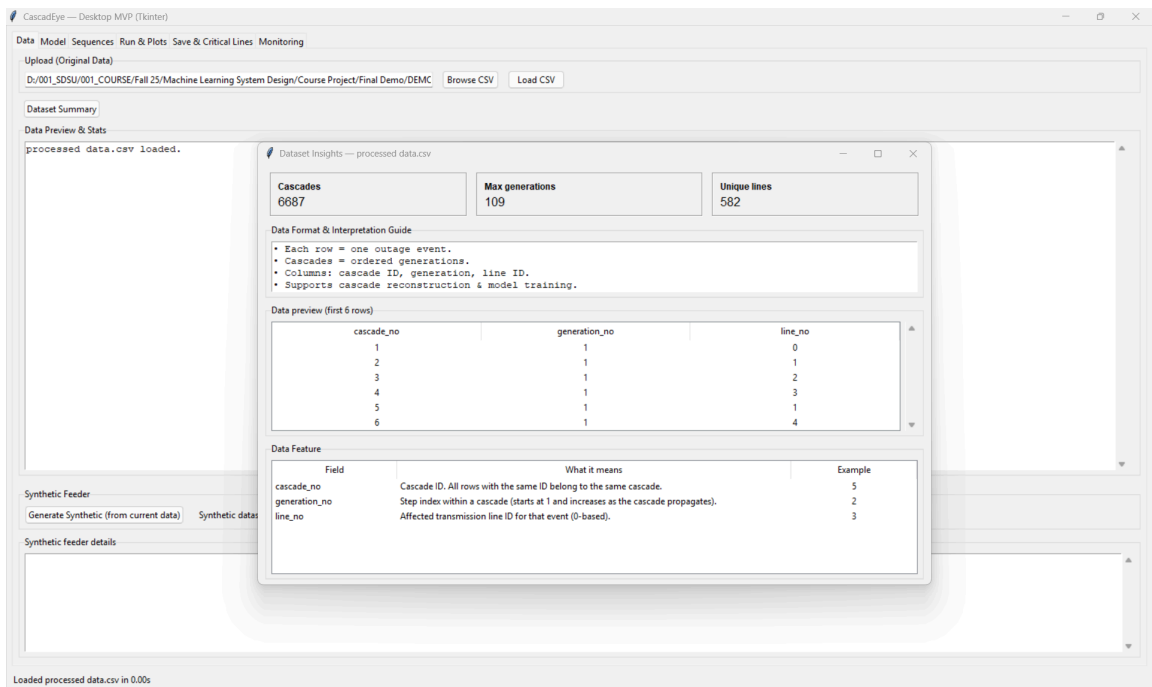 CascadEye — Desktop MVP (Tkinter)
Data Model Sequences Run & Plots Save & Critical Lines Monitoring
Upload (Original Data)
D:/001_SDSU/001_COURSE/Fall 25/Machine Learning System Design/Course Project/Final Demo/DEMC Browse CSV Load CSV
Dataset Summary
Data Preview & Stats
processed data.csv loaded.
Dataset Insights — processed data.csv
Cascades Max generations Unique lines
6687 109 582
Data Format & Interpretation Guide
• Each row = one outage event.
• Cascades = ordered generations.
• Columns: cascade ID, generation, line ID.
• Supports cascade reconstruction & model training.
Data preview (first 6 rows)
cascade_no generation_no line_no
1 1 0
2 1 1
3 1 2
4 1 3
5 1 1
6 1 4
Data Feature
Field What it means Example
cascade_no Cascade ID. All rows with the same ID belong to the same cascade. 5
generation_no Step index within a cascade (starts at 1 and increases as the cascade propagates). 2
line_no Affected transmission line ID for that event (0-based). 3
Synthetic Feeder
Generate Synthetic (from current data) Synthetic datas
Synthetic feeder details
Loaded processed data.csv in 0.00s